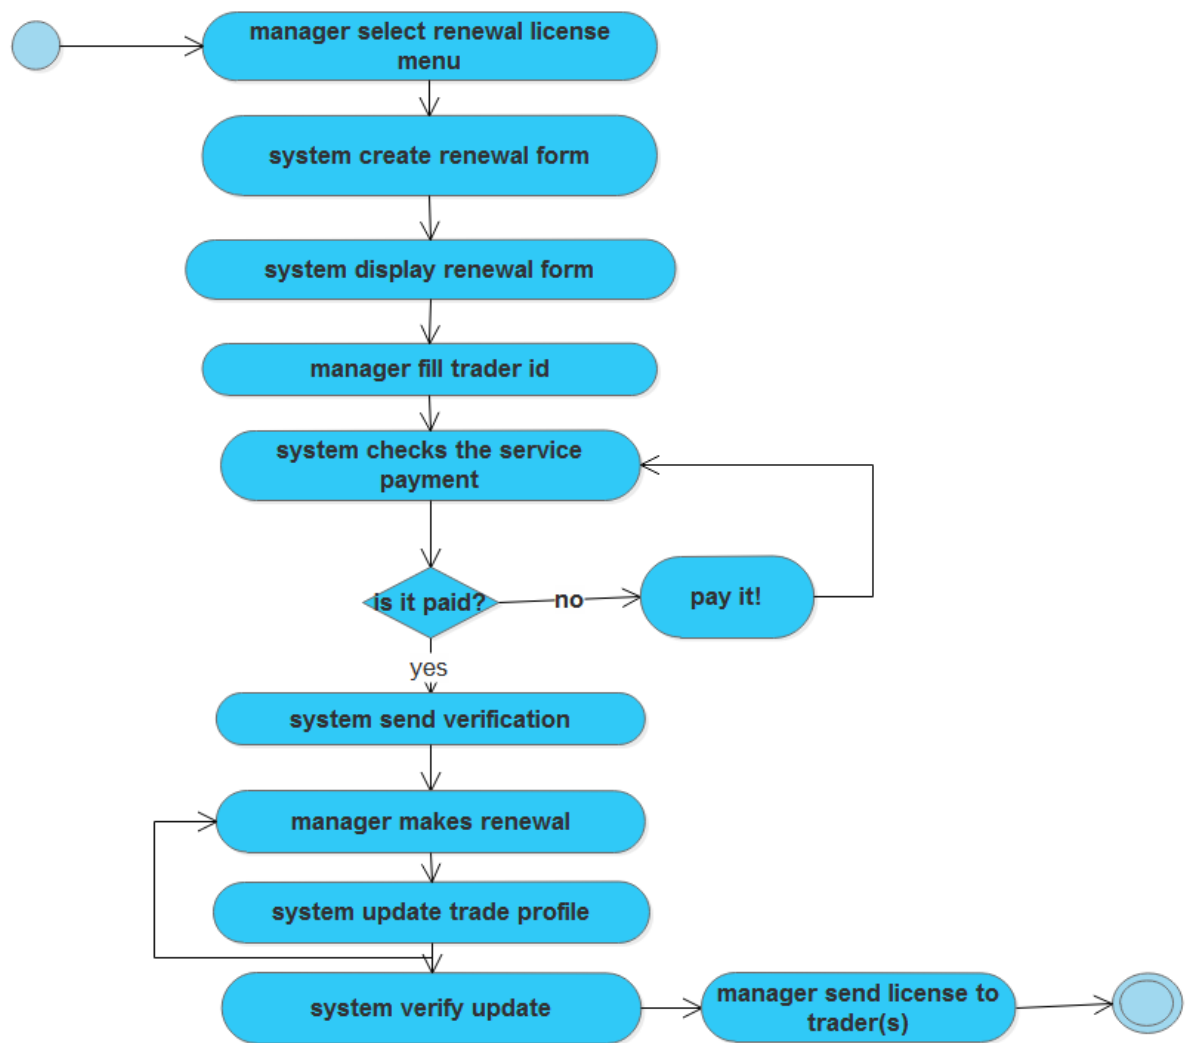 manager select renewal license
menu
system create renewal form
system display renewal form
manager fill trader id
system checks the service
payment
is it paid?
no
pay it!
yes
system send verification
manager makes renewal
system update trade profile
system verify update
manager send license to
trader(s)